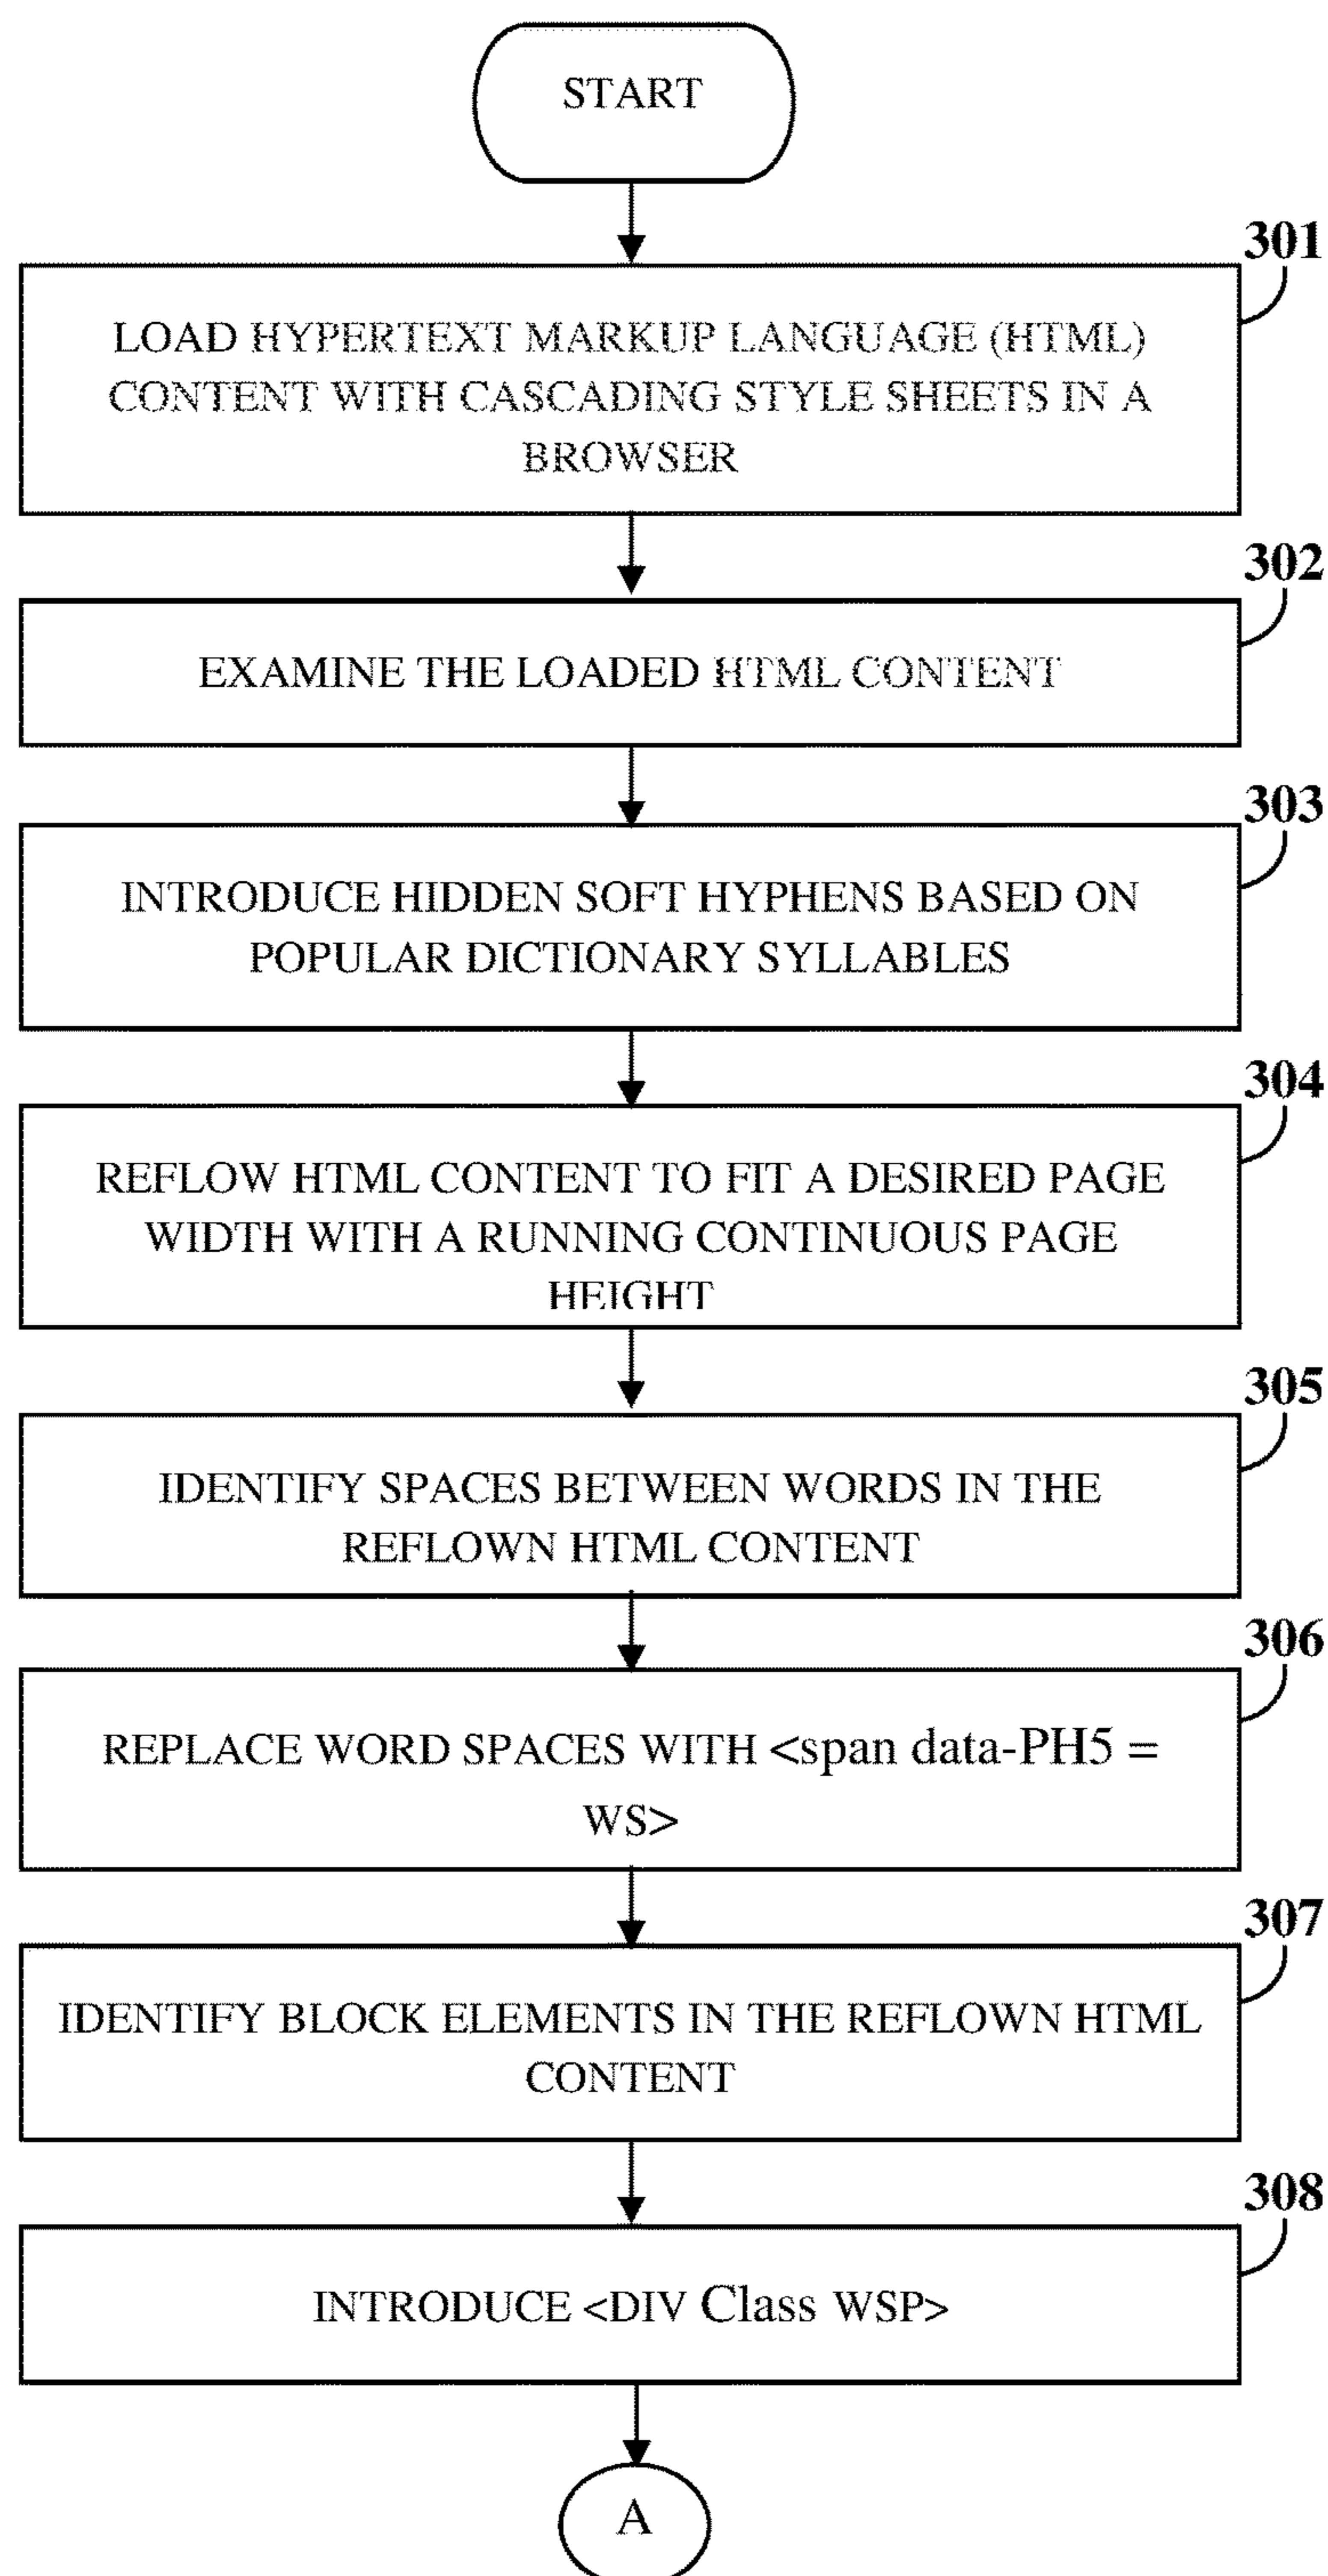 START
301
LOAD HYPERTEXT MARKUP LANGUAGE (HTML)
CONTENT WITH CASCADING STYLE SHEETS IN A
BROWSER
302
EXAMINE THE LOADED HTML CONTENT
303
INTRODUCE HIDDEN SOFT HYPHENS BASED ON
POPULAR DICTIONARY SYLLABLES
304
REFLOW HTML CONTENT TO FIT A DESIRED PAGE
WIDTH WITH A RUNNING CONTINUOUS PAGE
HEIGHT
305
IDENTIFY SPACES BETWEEN WORDS IN THE
REFLOWN HTML CONTENT
306
REPLACE WORD SPACES WITH <span data-PH5 =
WS>
307
IDENTIFY BLOCK ELEMENTS IN THE REFLOWN HTML
CONTENT
308
INTRODUCE <DIV Class WSP>
A